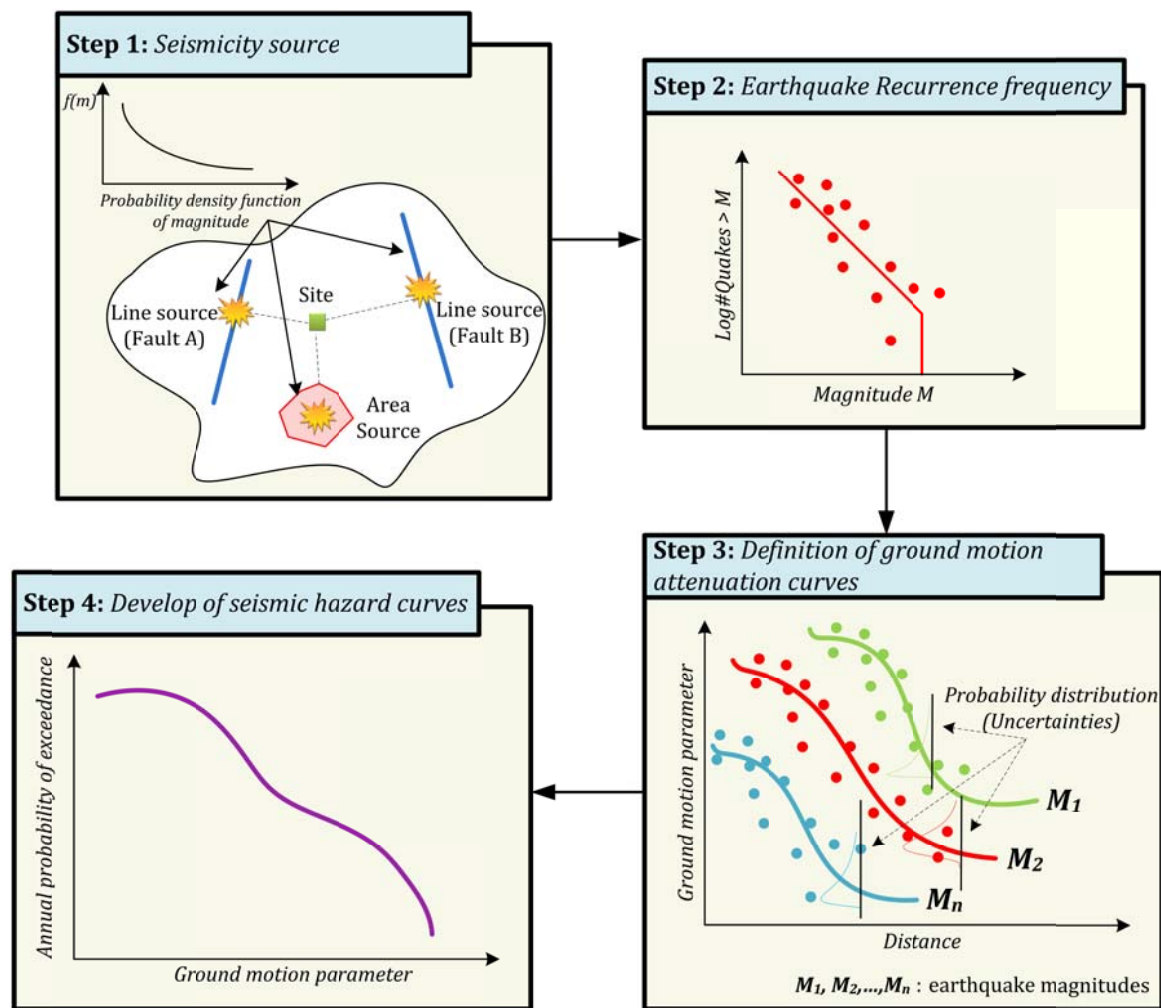 Step 1: Seismicity source
f(m)
Probability density function
of magnitude
Line source
(Fault A)
Site
Line source
(Fault B)
Area
Source
Step 2: Earthquake Recurrence frequency
Log#Quakes > M
Magnitude M
Step 3: Definition of ground motion
attenuation curves
Ground motion parameter
Probability distribution
(Uncertainties)
M1
M2
Mn
Distance
M1, M2,...,Mn : earthquake magnitudes
Step 4: Develop of seismic hazard curves
Annual probability of exceedance
Ground motion parameter